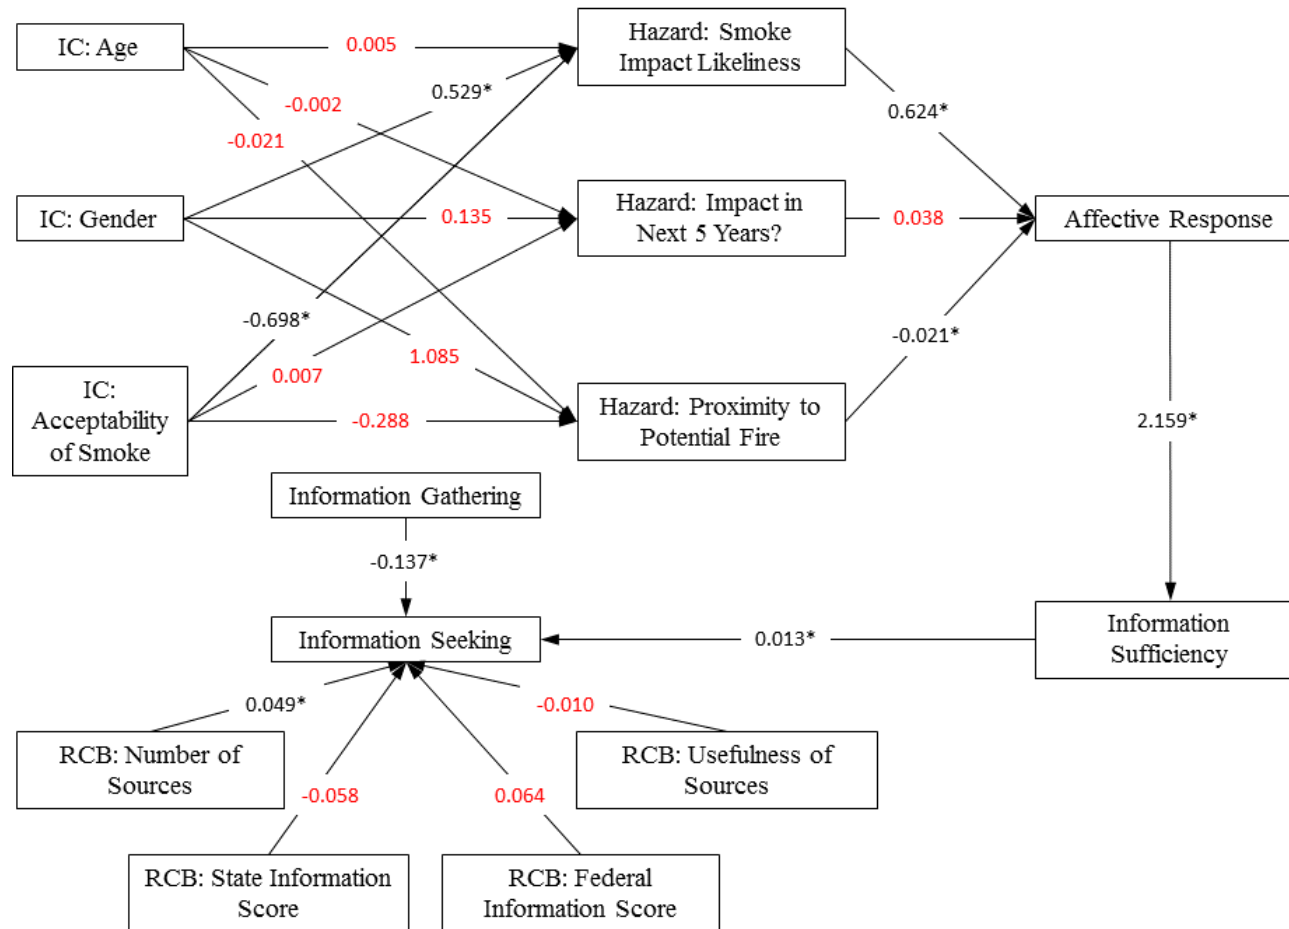 IC: Age
0.005
Hazard: Smoke
Impact Likeliness
0.529*
-0.002
0.624*
-0.021
IC: Gender
0.135
Hazard: Impact in
Next 5 Years?
0.038
Affective Response
-0.698*
-0.021*
1.085
0.007
IC:
Acceptability
of Smoke
-0.288
Hazard: Proximity to
Potential Fire
2.159*
Information Gathering
-0.137*
Information Seeking
0.013*
Information
Sufficiency
0.049*
-0.010
RCB: Number of
Sources
RCB: Usefulness of
Sources
-0.058
0.064
RCB: State Information
Score
RCB: Federal
Information Score